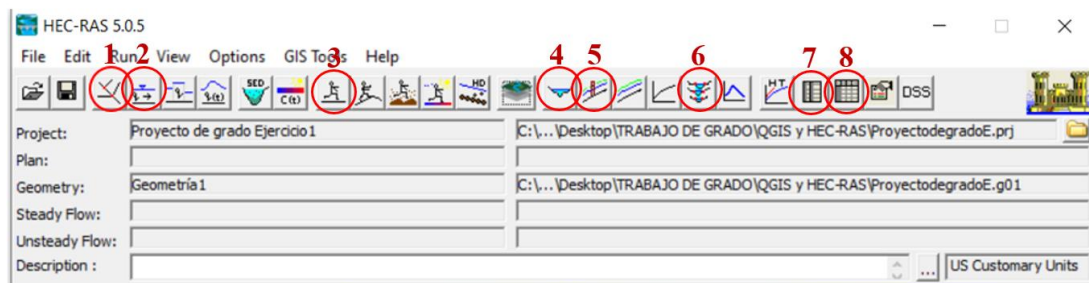 HEC-RAS 5.0.5
File Edit Run View Options GIS Tools Help
1 2 3 4 5 6 7 8
SED C(t) HD H.T. DSS
Project: Proyecto de grado Ejercicio1 C:\...\Desktop\TRABAJO DE GRADO\QGIS y HEC-RAS\ProyectodegradoE.prj
Plan:
Geometry: Geometría1 C:\...\Desktop\TRABAJO DE GRADO\QGIS y HEC-RAS\ProyectodegradoE.g01
Steady Flow:
Unsteady Flow:
Description : ... US Customary Units